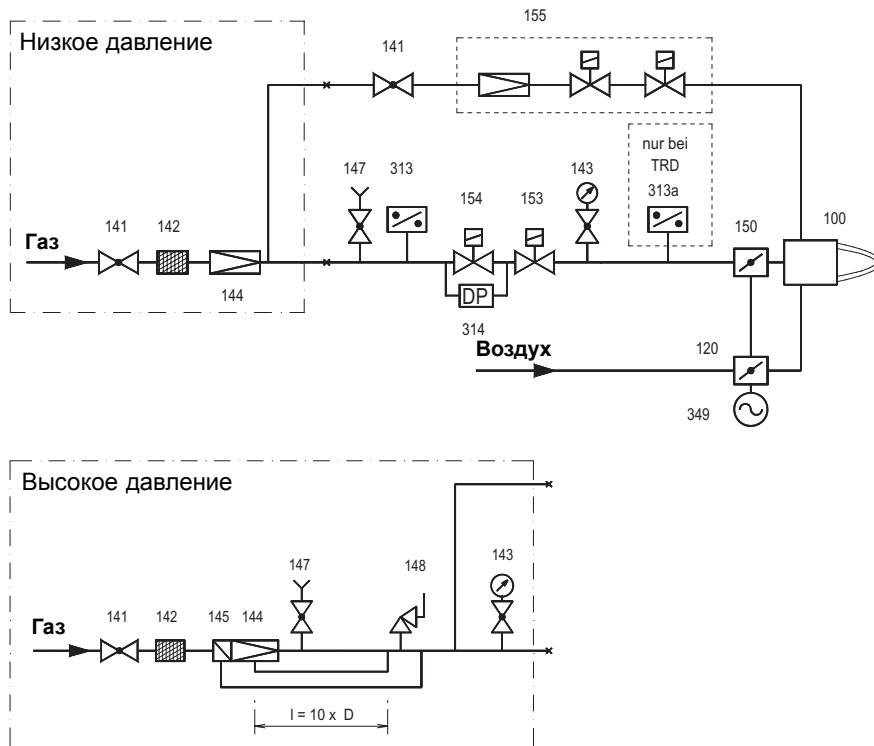 155
Низкое давление
141
nur bei
TRD
147
313
143
313a
154
153
150
100
141
142
Газ
144
DP
314
Воздух
120
349
Высокое давление
147
148
143
141
142
145
144
Газ
l = 10 x D